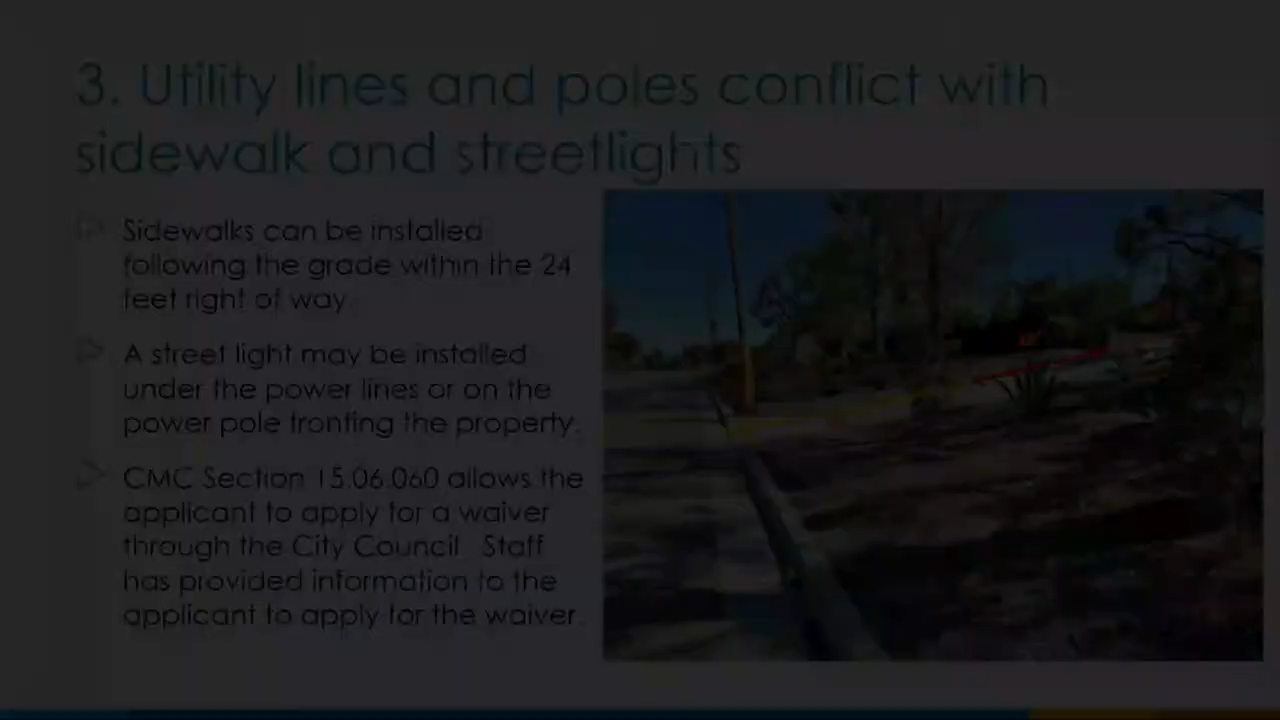 3. Utility lines and poles conflict with
sidewalk and streetlights
Sidewalks can be installed
following the grade within the 24
feet right of way.
A street light may be installed
under the power lines or on the
power pole fronting the property.
CMC Section 15.06.060 allows the
applicant to apply for a waiver
through the City Council. Staff
has provided information to the
applicant to apply for the waiver.